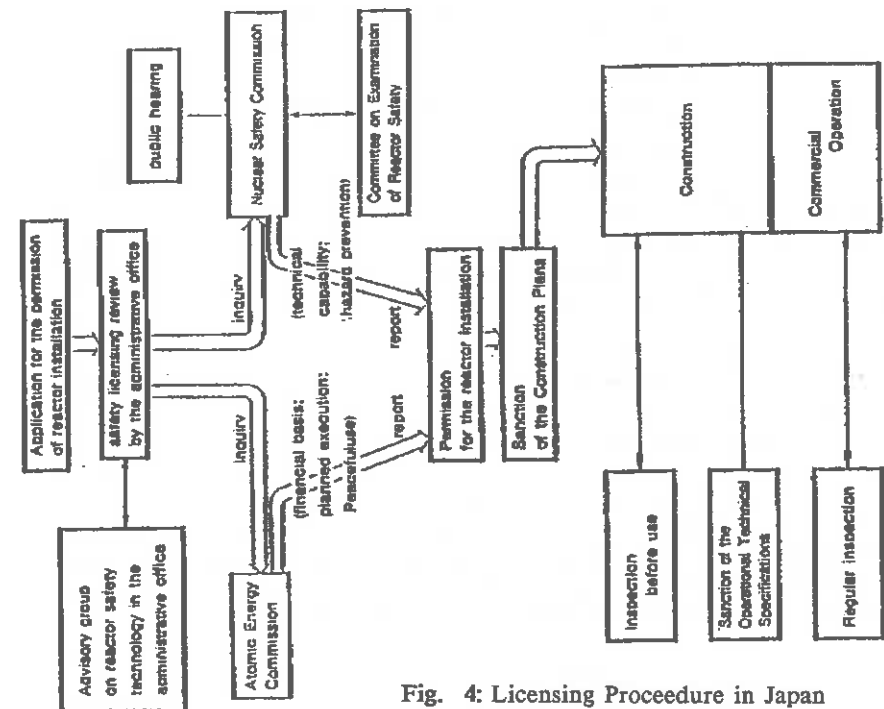 Application for the permission
of reactor installation
Advisory group
on reactor safety
technology in the
administrative office
safety licensing review
by the administrative office
public hearing
inquiry
inquiry
Atomic Energy
Commission
Nuclear Safety Commission
Committee on Examination
of Reactor Safety
(financial basis:
planned execution:
Peacefuluse)
(technical
capability:
hazard prevention)
report
report
Permission
for the reactor installation
Sanction
of the Construction Plans
Inspection
before use
Construction
Sanction of the
Operational Technical
Specifications
Regular inspection
Commercial
Operation
Fig. 4: Licensing Proceedure in Japan